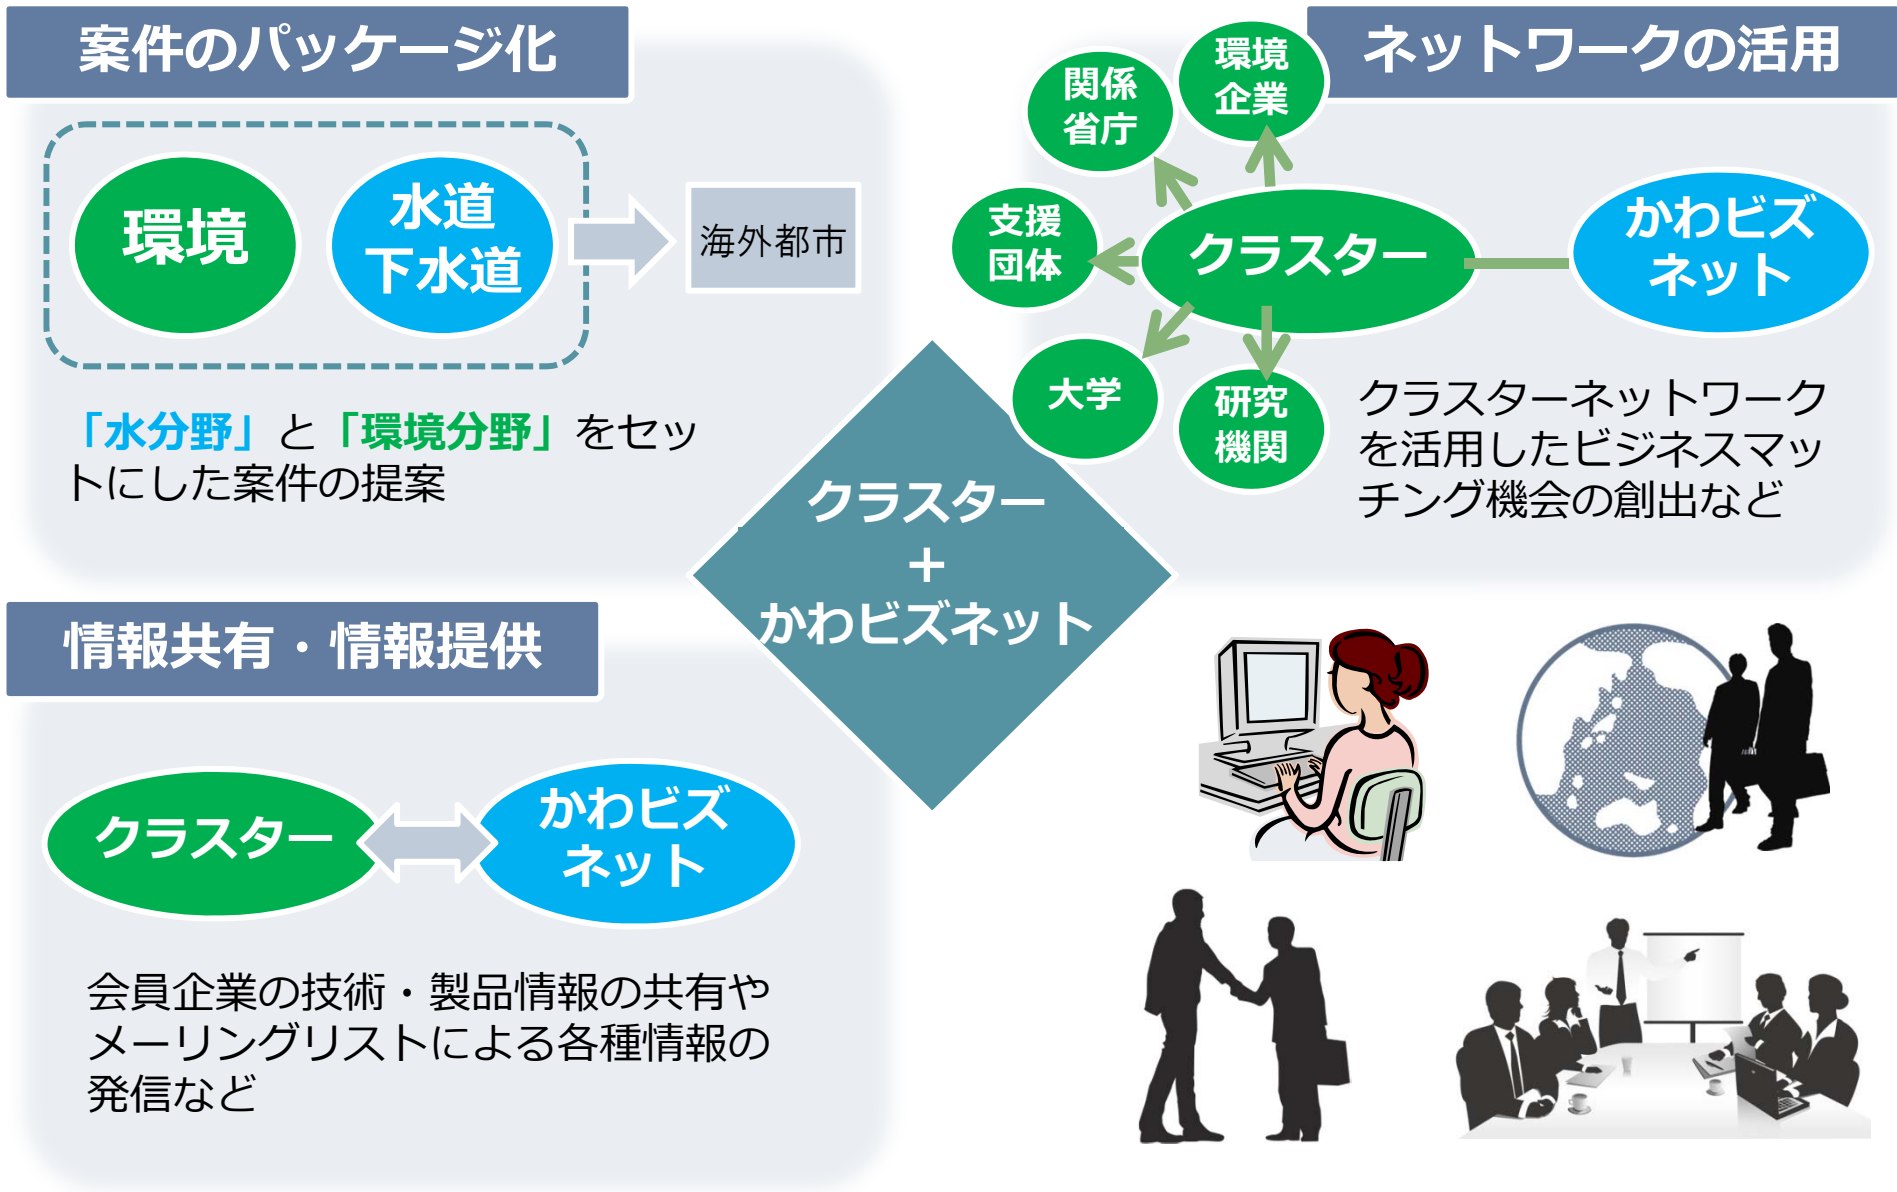 案件のパッケージ化
環境
水道
下水道
海外都市
「水分野」と「環境分野」をセッ
トにした案件の提案
ネットワークの活用
環境
企業
関係
省庁
支援
団体
大学
研究
機関
クラスター
かわビズ
ネット
クラスターネットワーク
を活用したビジネスマッ
チング機会の創出など
クラスター
+
かわビズネット
情報共有・情報提供
クラスター
かわビズ
ネット
会員企業の技術・製品情報の共有や
メーリングリストによる各種情報の
発信など